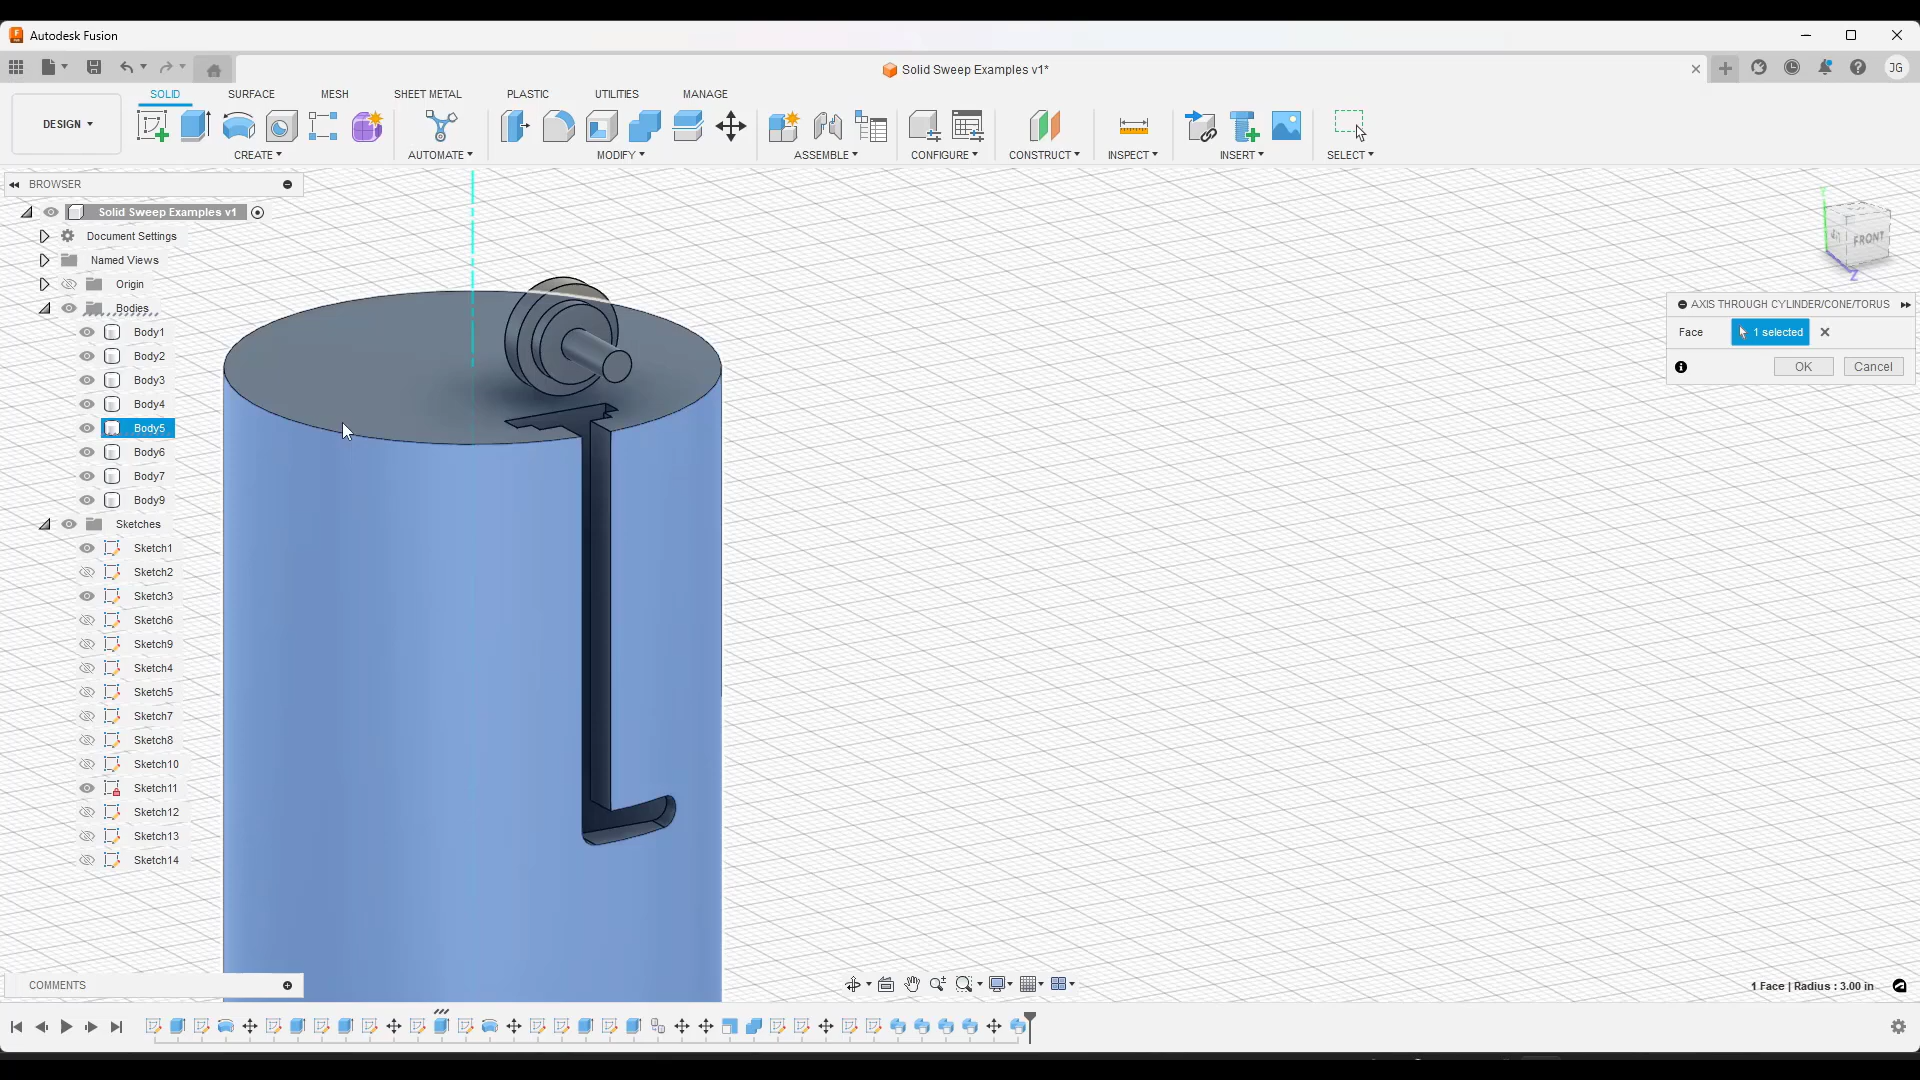 Autodesk Fusion
Solid Sweep Examples v1*
JG
SOLID
SURFACE
MESH
SHEET METAL
PLASTIC
UTILITIES
MANAGE
DESIGN
CREATE
AUTOMATE
MODIFY
ASSEMBLE
CONFIGURE
CONSTRUCT
INSPECT
INSERT
SELECT
BROWSER
Solid Sweep Examples v1
Document Settings
Named Views
Origin
Bodies
Body1
Body2
Body3
Body4
Body5
Body6
Body7
Body9
Sketches
Sketch1
Sketch2
Sketch3
Sketch6
Sketch9
Sketch4
Sketch5
Sketch7
Sketch8
Sketch10
Sketch11
Sketch12
Sketch13
Sketch14
Y
FRONT
Z
AXIS THROUGH CYLINDER/CONE/TORUS
Face
1 selected
OK
Cancel
COMMENTS
1 Face | Radius : 3.00 in